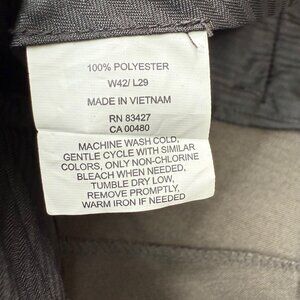 100% POLYESTER
W42/ L29
MADE IN VIETNAM
RN 83427
CA 00480
MACHINE WASH COLD,
GENTLE CYCLE WITH SIMILAR
COLORS, ONLY NON-CHLORINE
BLEACH WHEN NEEDED,
TUMBLE DRY LOW,
REMOVE PROMPTLY,
WARM IRON IF NEEDED